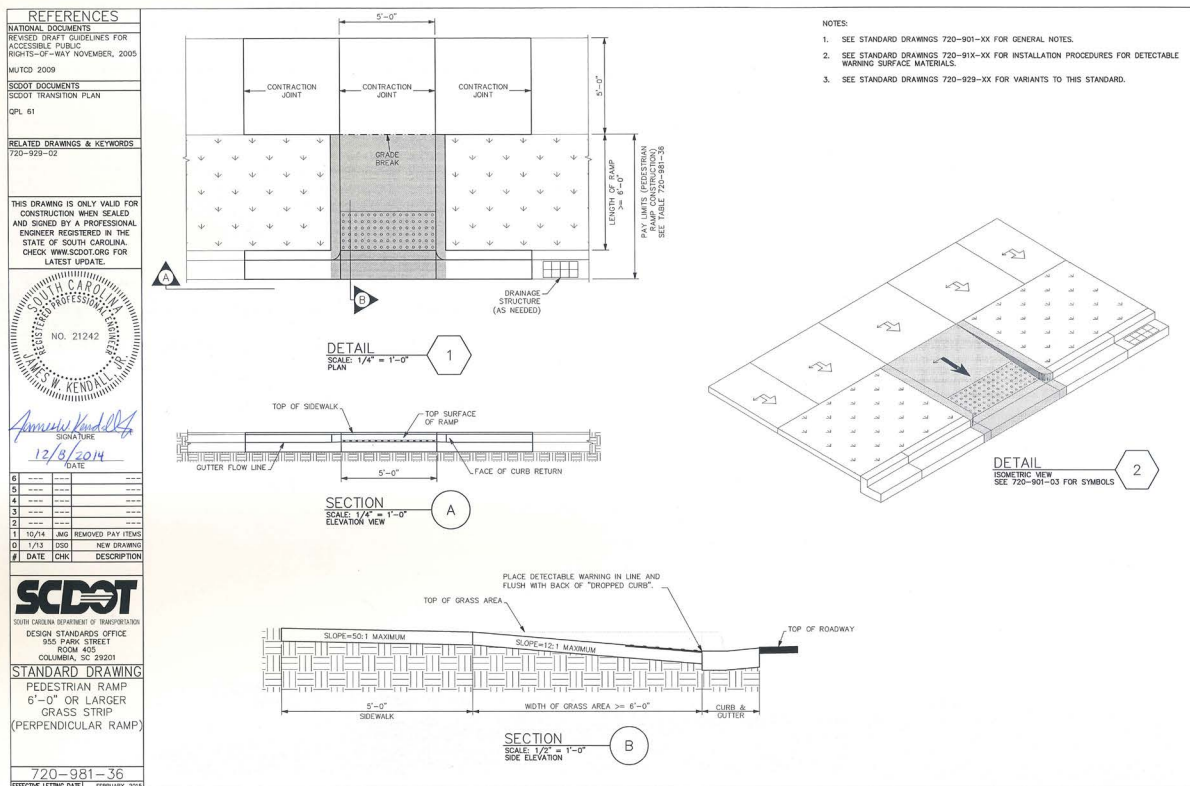 REFERENCES
NATIONAL DOCUMENTS
REVISED DRAFT GUIDELINES FOR
ACCESSIBLE PUBLIC
RIGHTS-OF-WAY NOVEMBER, 2005
MUTCD 2009
SCDOT DOCUMENTS
SCDOT TRANSITION PLAN
QPL 61
RELATED DRAWINGS & KEYWORDS
720-929-02
THIS DRAWING IS ONLY VALID FOR
CONSTRUCTION WHEN SEALED
AND SIGNED BY A PROFESSIONAL
ENGINEER REGISTERED IN THE
STATE OF SOUTH CAROLINA.
CHECK WWW.SCDOT.ORG FOR
LATEST UPDATE.
SOUTH CAROLINA
REGISTERED PROFESSIONAL ENGINEER
NO. 21242
JAMES W. KENDALL, JR.
James W Kendall Jr
SIGNATURE
12/8/2014
DATE
6 --- --- ---
5 --- --- ---
4 --- --- ---
3 --- --- ---
2 --- --- ---
1 10/14 JMG REMOVED PAY ITEMS
0 1/13 DSO NEW DRAWING
# DATE CHK DESCRIPTION
SCDOT
SOUTH CAROLINA DEPARTMENT OF TRANSPORTATION
DESIGN STANDARDS OFFICE
955 PARK STREET
ROOM 405
COLUMBIA, SC 29201
STANDARD DRAWING
PEDESTRIAN RAMP
6'-0" OR LARGER
GRASS STRIP
(PERPENDICULAR RAMP)
720-981-36
EFFECTIVE LETTING DATE FEBRUARY, 2015
5'-0"
CONTRACTION
JOINT
CONTRACTION
JOINT
CONTRACTION
JOINT
5'-0"
GRADE
BREAK
LENGTH OF RAMP
>= 6'-0"
PAY LIMITS (PEDESTRIAN
RAMP CONSTRUCTION)
SEE TABLE 720-981-36
A
B
DRAINAGE
STRUCTURE
(AS NEEDED)
DETAIL
SCALE: 1/4" = 1'-0"
PLAN
1
TOP OF SIDEWALK
TOP SURFACE
OF RAMP
GUTTER FLOW LINE
FACE OF CURB RETURN
5'-0"
SECTION
SCALE: 1/4" = 1'-0"
ELEVATION VIEW
A
PLACE DETECTABLE WARNING IN LINE AND
FLUSH WITH BACK OF "DROPPED CURB".
TOP OF GRASS AREA
TOP OF ROADWAY
SLOPE=50:1 MAXIMUM
SLOPE=12:1 MAXIMUM
5'-0"
SIDEWALK
WIDTH OF GRASS AREA >= 6'-0"
CURB &
GUTTER
SECTION
SCALE: 1/2" = 1'-0"
SIDE ELEVATION
B
NOTES:
1. SEE STANDARD DRAWINGS 720-901-XX FOR GENERAL NOTES.
2. SEE STANDARD DRAWINGS 720-91X-XX FOR INSTALLATION PROCEDURES FOR DETECTABLE
WARNING SURFACE MATERIALS.
3. SEE STANDARD DRAWINGS 720-929-XX FOR VARIANTS TO THIS STANDARD.
DETAIL
ISOMETRIC VIEW
SEE 720-901-03 FOR SYMBOLS
2